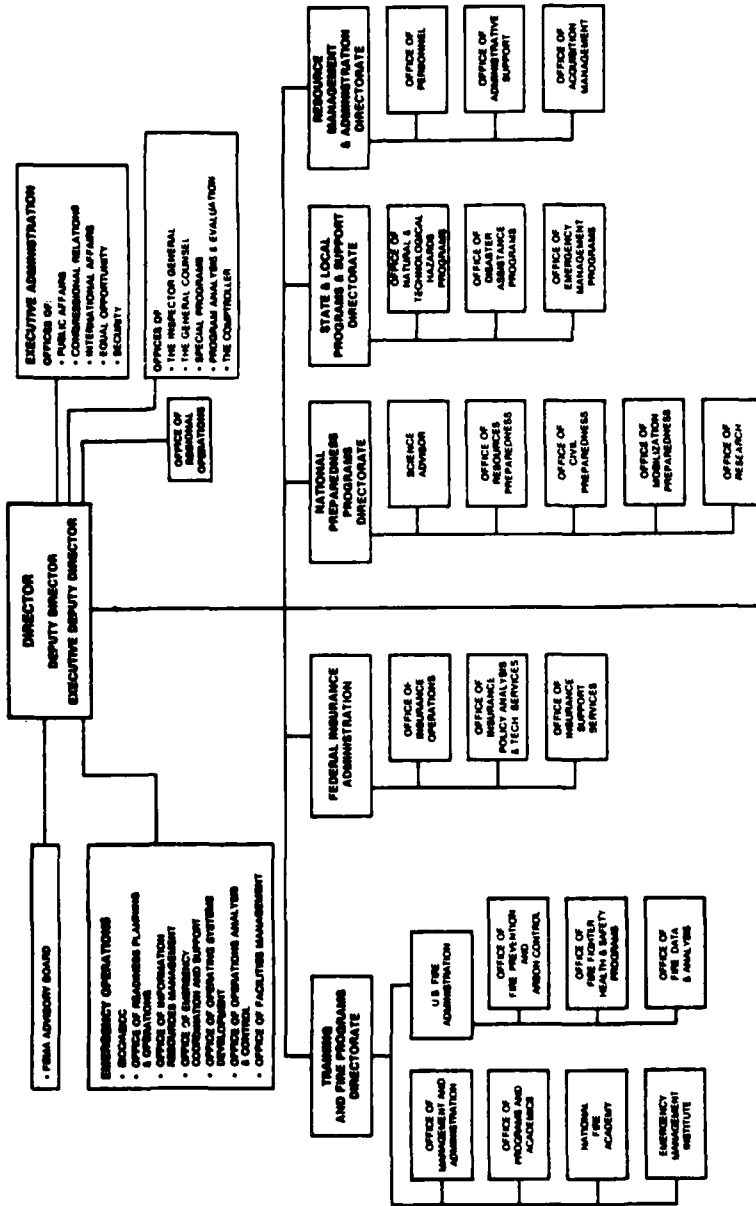 DIRECTOR
DEPUTY DIRECTOR
EXECUTIVE DEPUTY DIRECTOR
• FEMA ADVISORY BOARD
EMERGENCY OPERATIONS
• EICC/AEICC
• OFFICE OF READINESS PLANNING
& OPERATIONS
• OFFICE OF INFORMATION
RESOURCES MANAGEMENT
• OFFICE OF EMERGENCY
COORDINATION AND SUPPORT
• OFFICE OF OPERATING SYSTEMS
DEVELOPMENT
• OFFICE OF OPERATIONS ANALYSIS
& CONTROL
• OFFICE OF FACILITIES MANAGEMENT
EXECUTIVE ADMINISTRATION
OFFICES OF:
• PUBLIC AFFAIRS
• CONGRESSIONAL RELATIONS
• INTERNATIONAL AFFAIRS
• EQUAL OPPORTUNITY
• SECURITY
OFFICES OF:
• THE INSPECTOR GENERAL
• THE GENERAL COUNSEL
• SPECIAL PROGRAMS
• PROGRAM ANALYSIS & EVALUATION
• THE COMPTROLLER
OFFICE OF
REGIONAL
OPERATIONS
TRAINING
AND FIRE PROGRAMS
DIRECTORATE
OFFICE OF
MANAGEMENT AND
ADMINISTRATION
OFFICE OF
PROGRAMS AND
ACADEMICS
NATIONAL
FIRE
ACADEMY
EMERGENCY
MANAGEMENT
INSTITUTE
U S FIRE
ADMINISTRATION
OFFICE OF
FIRE PREVENTION
AND
ARSON CONTROL
OFFICE OF
FIRE FIGHTER
HEALTH & SAFETY
PROGRAMS
OFFICE OF
FIRE DATA
& ANALYSIS
FEDERAL INSURANCE
ADMINISTRATION
OFFICE OF
INSURANCE
OPERATIONS
OFFICE OF
INSURANCE
POLICY ANALYSIS
& TECH SERVICES
OFFICE OF
INSURANCE
SUPPORT
SERVICES
NATIONAL
PREPAREDNESS
PROGRAMS
DIRECTORATE
SCIENCE
ADVISOR
OFFICE OF
RESOURCES
PREPAREDNESS
OFFICE OF
CIVIL
PREPAREDNESS
OFFICE OF
MOBILIZATION
PREPAREDNESS
OFFICE OF
RESEARCH
STATE & LOCAL
PROGRAMS & SUPPORT
DIRECTORATE
OFFICE OF
NATURAL &
TECHNOLOGICAL
HAZARDS
PROGRAMS
OFFICE OF
DISASTER
ASSISTANCE
PROGRAMS
OFFICE OF
EMERGENCY
MANAGEMENT
PROGRAMS
RESOURCE
MANAGEMENT
& ADMINISTRATION
DIRECTORATE
OFFICE OF
PERSONNEL
OFFICE OF
ADMINISTRATIVE
SUPPORT
OFFICE OF
ACQUISITION
MANAGEMENT